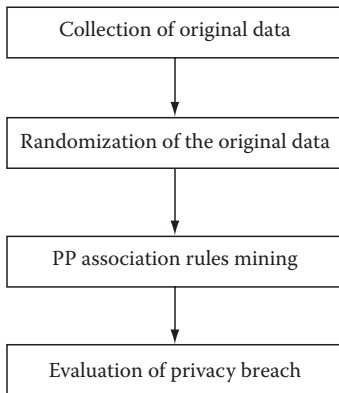 Collection of original data
Randomization of the original data
PP association rules mining
Evaluation of privacy breach